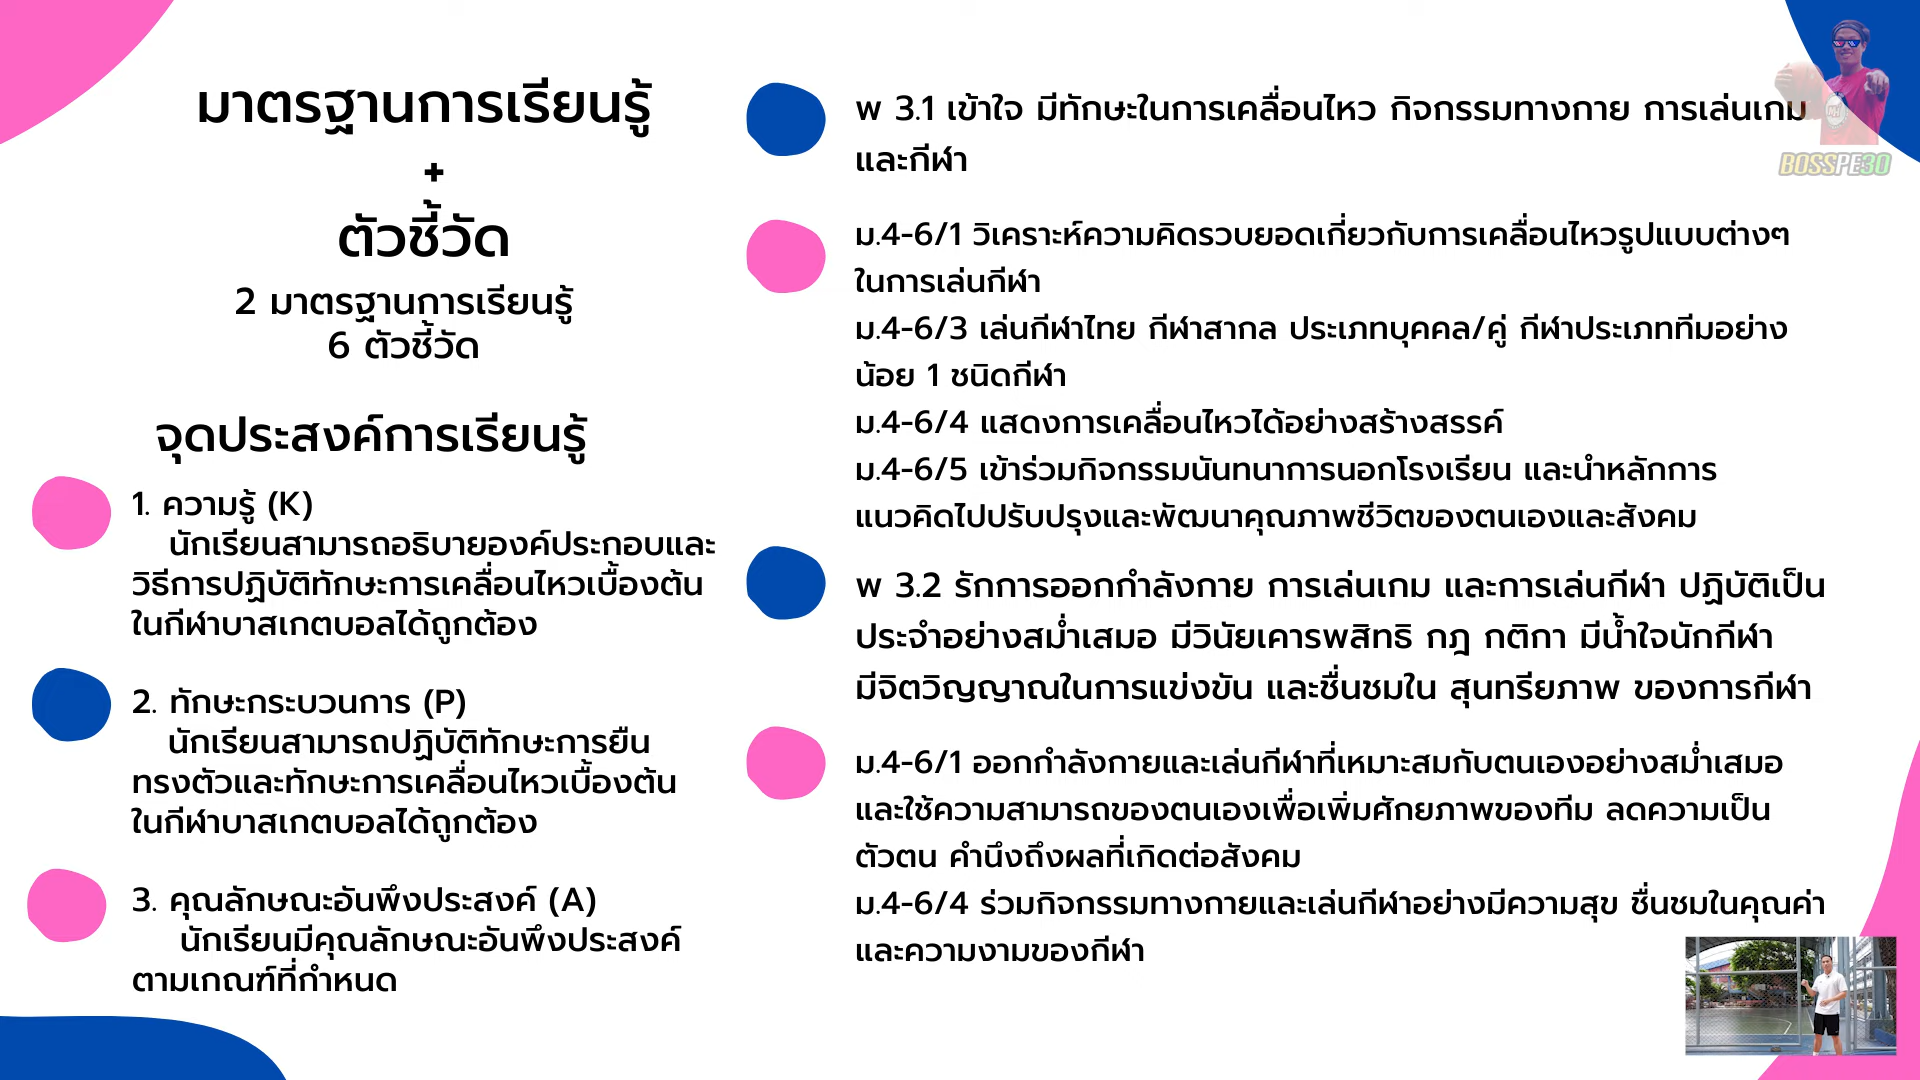 มาตรฐานการเรียนรู้
+
ตัวชี้วัด
2 มาตรฐานการเรียนรู้
6 ตัวชี้วัด
จุดประสงค์การเรียนรู้
1. ความรู้ (K)
นักเรียนสามารถอธิบายองค์ประกอบและ
วิธีการปฏิบัติทักษะการเคลื่อนไหวเบื้องต้น
ในกีฬาบาสเกตบอลได้ถูกต้อง
2. ทักษะกระบวนการ (P)
นักเรียนสามารถปฏิบัติทักษะการยืน
ทรงตัวและทักษะการเคลื่อนไหวเบื้องต้น
ในกีฬาบาสเกตบอลได้ถูกต้อง
3. คุณลักษณะอันพึงประสงค์ (A)
นักเรียนมีคุณลักษณะอันพึงประสงค์
ตามเกณฑ์ที่กำหนด
พ 3.1 เข้าใจ มีทักษะในการเคลื่อนไหว กิจกรรมทางกาย การเล่นเกม
และกีฬา
ม.4-6/1 วิเคราะห์ความคิดรวบยอดเกี่ยวกับการเคลื่อนไหวรูปแบบต่างๆ
ในการเล่นกีฬา
ม.4-6/3 เล่นกีฬาไทย กีฬาสากล ประเภทบุคคล/คู่ กีฬาประเภททีมอย่าง
น้อย 1 ชนิดกีฬา
ม.4-6/4 แสดงการเคลื่อนไหวได้อย่างสร้างสรรค์
ม.4-6/5 เข้าร่วมกิจกรรมนันทนาการนอกโรงเรียน และนำหลักการ
แนวคิดไปปรับปรุงและพัฒนาคุณภาพชีวิตของตนเองและสังคม
พ 3.2 รักการออกกำลังกาย การเล่นเกม และการเล่นกีฬา ปฏิบัติเป็น
ประจำอย่างสม่ำเสมอ มีวินัยเคารพสิทธิ กฎ กติกา มีน้ำใจนักกีฬา
มีจิตวิญญาณในการแข่งขัน และชื่นชมใน สุนทรียภาพ ของการกีฬา
ม.4-6/1 ออกกำลังกายและเล่นกีฬาที่เหมาะสมกับตนเองอย่างสม่ำเสมอ
และใช้ความสามารถของตนเองเพื่อเพิ่มศักยภาพของทีม ลดความเป็น
ตัวตน คำนึงถึงผลที่เกิดต่อสังคม
ม.4-6/4 ร่วมกิจกรรมทางกายและเล่นกีฬาอย่างมีความสุข ชื่นชมในคุณค่า
และความงามของกีฬา
BOSSPE30